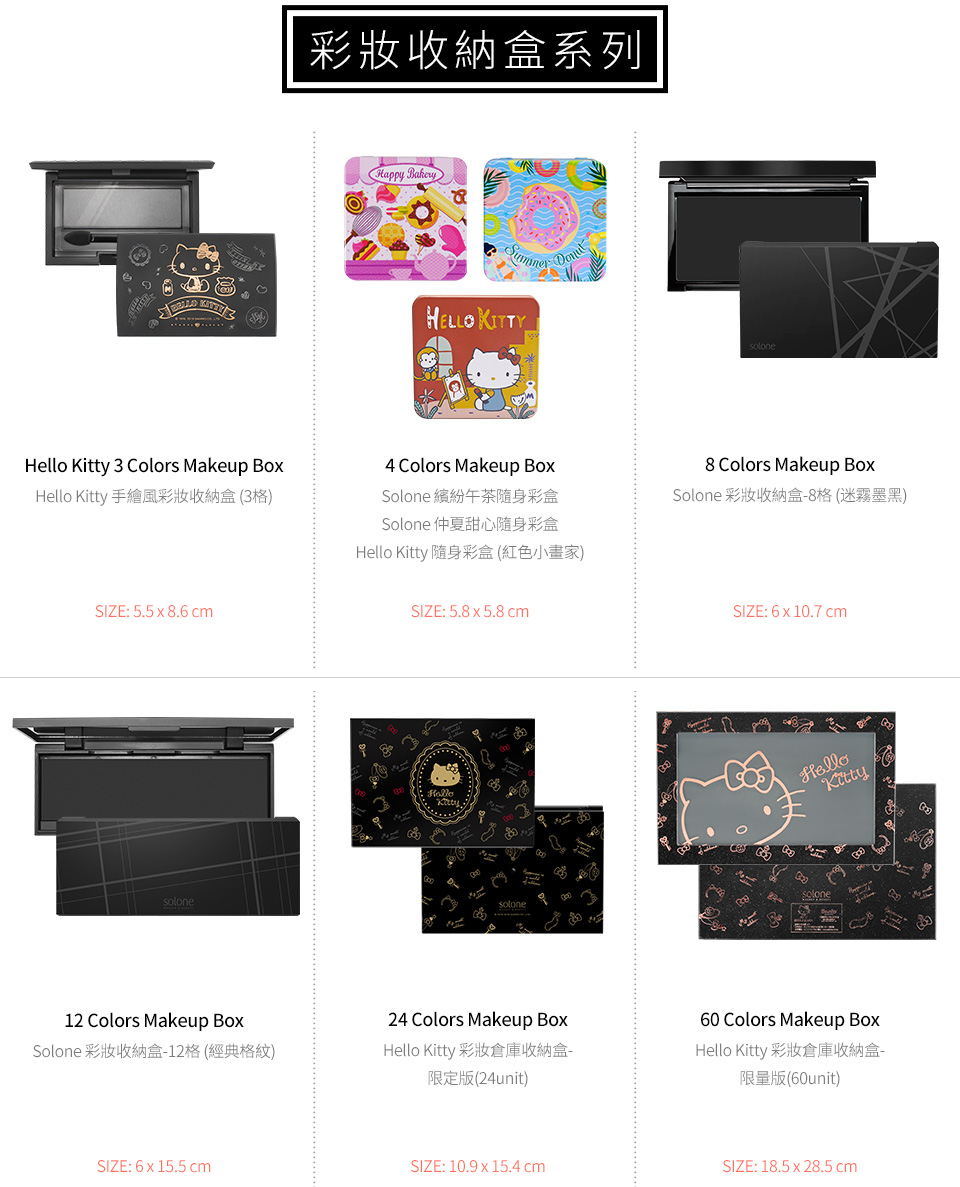 彩妝收納盒系列
HELLO KITTY
Happy Bakery
Summer Donut
HELLO KITTY
solone
Hello Kitty 3 Colors Makeup Box
Hello Kitty 手繪風彩妝收納盒 (3格)
SIZE: 5.5 x 8.6 cm
4 Colors Makeup Box
Solone 繽紛午茶隨身彩盒
Solone 仲夏甜心隨身彩盒
Hello Kitty 隨身彩盒 (紅色小畫家)
SIZE: 5.8 x 5.8 cm
8 Colors Makeup Box
Solone 彩妝收納盒-8格 (迷霧墨黑)
SIZE: 6 x 10.7 cm
solone
Hello
Kitty
solone
Hello
Kitty
solone
12 Colors Makeup Box
Solone 彩妝收納盒-12格 (經典格紋)
SIZE: 6 x 15.5 cm
24 Colors Makeup Box
Hello Kitty 彩妝倉庫收納盒-
限定版(24unit)
SIZE: 10.9 x 15.4 cm
60 Colors Makeup Box
Hello Kitty 彩妝倉庫收納盒-
限量版(60unit)
SIZE: 18.5 x 28.5 cm